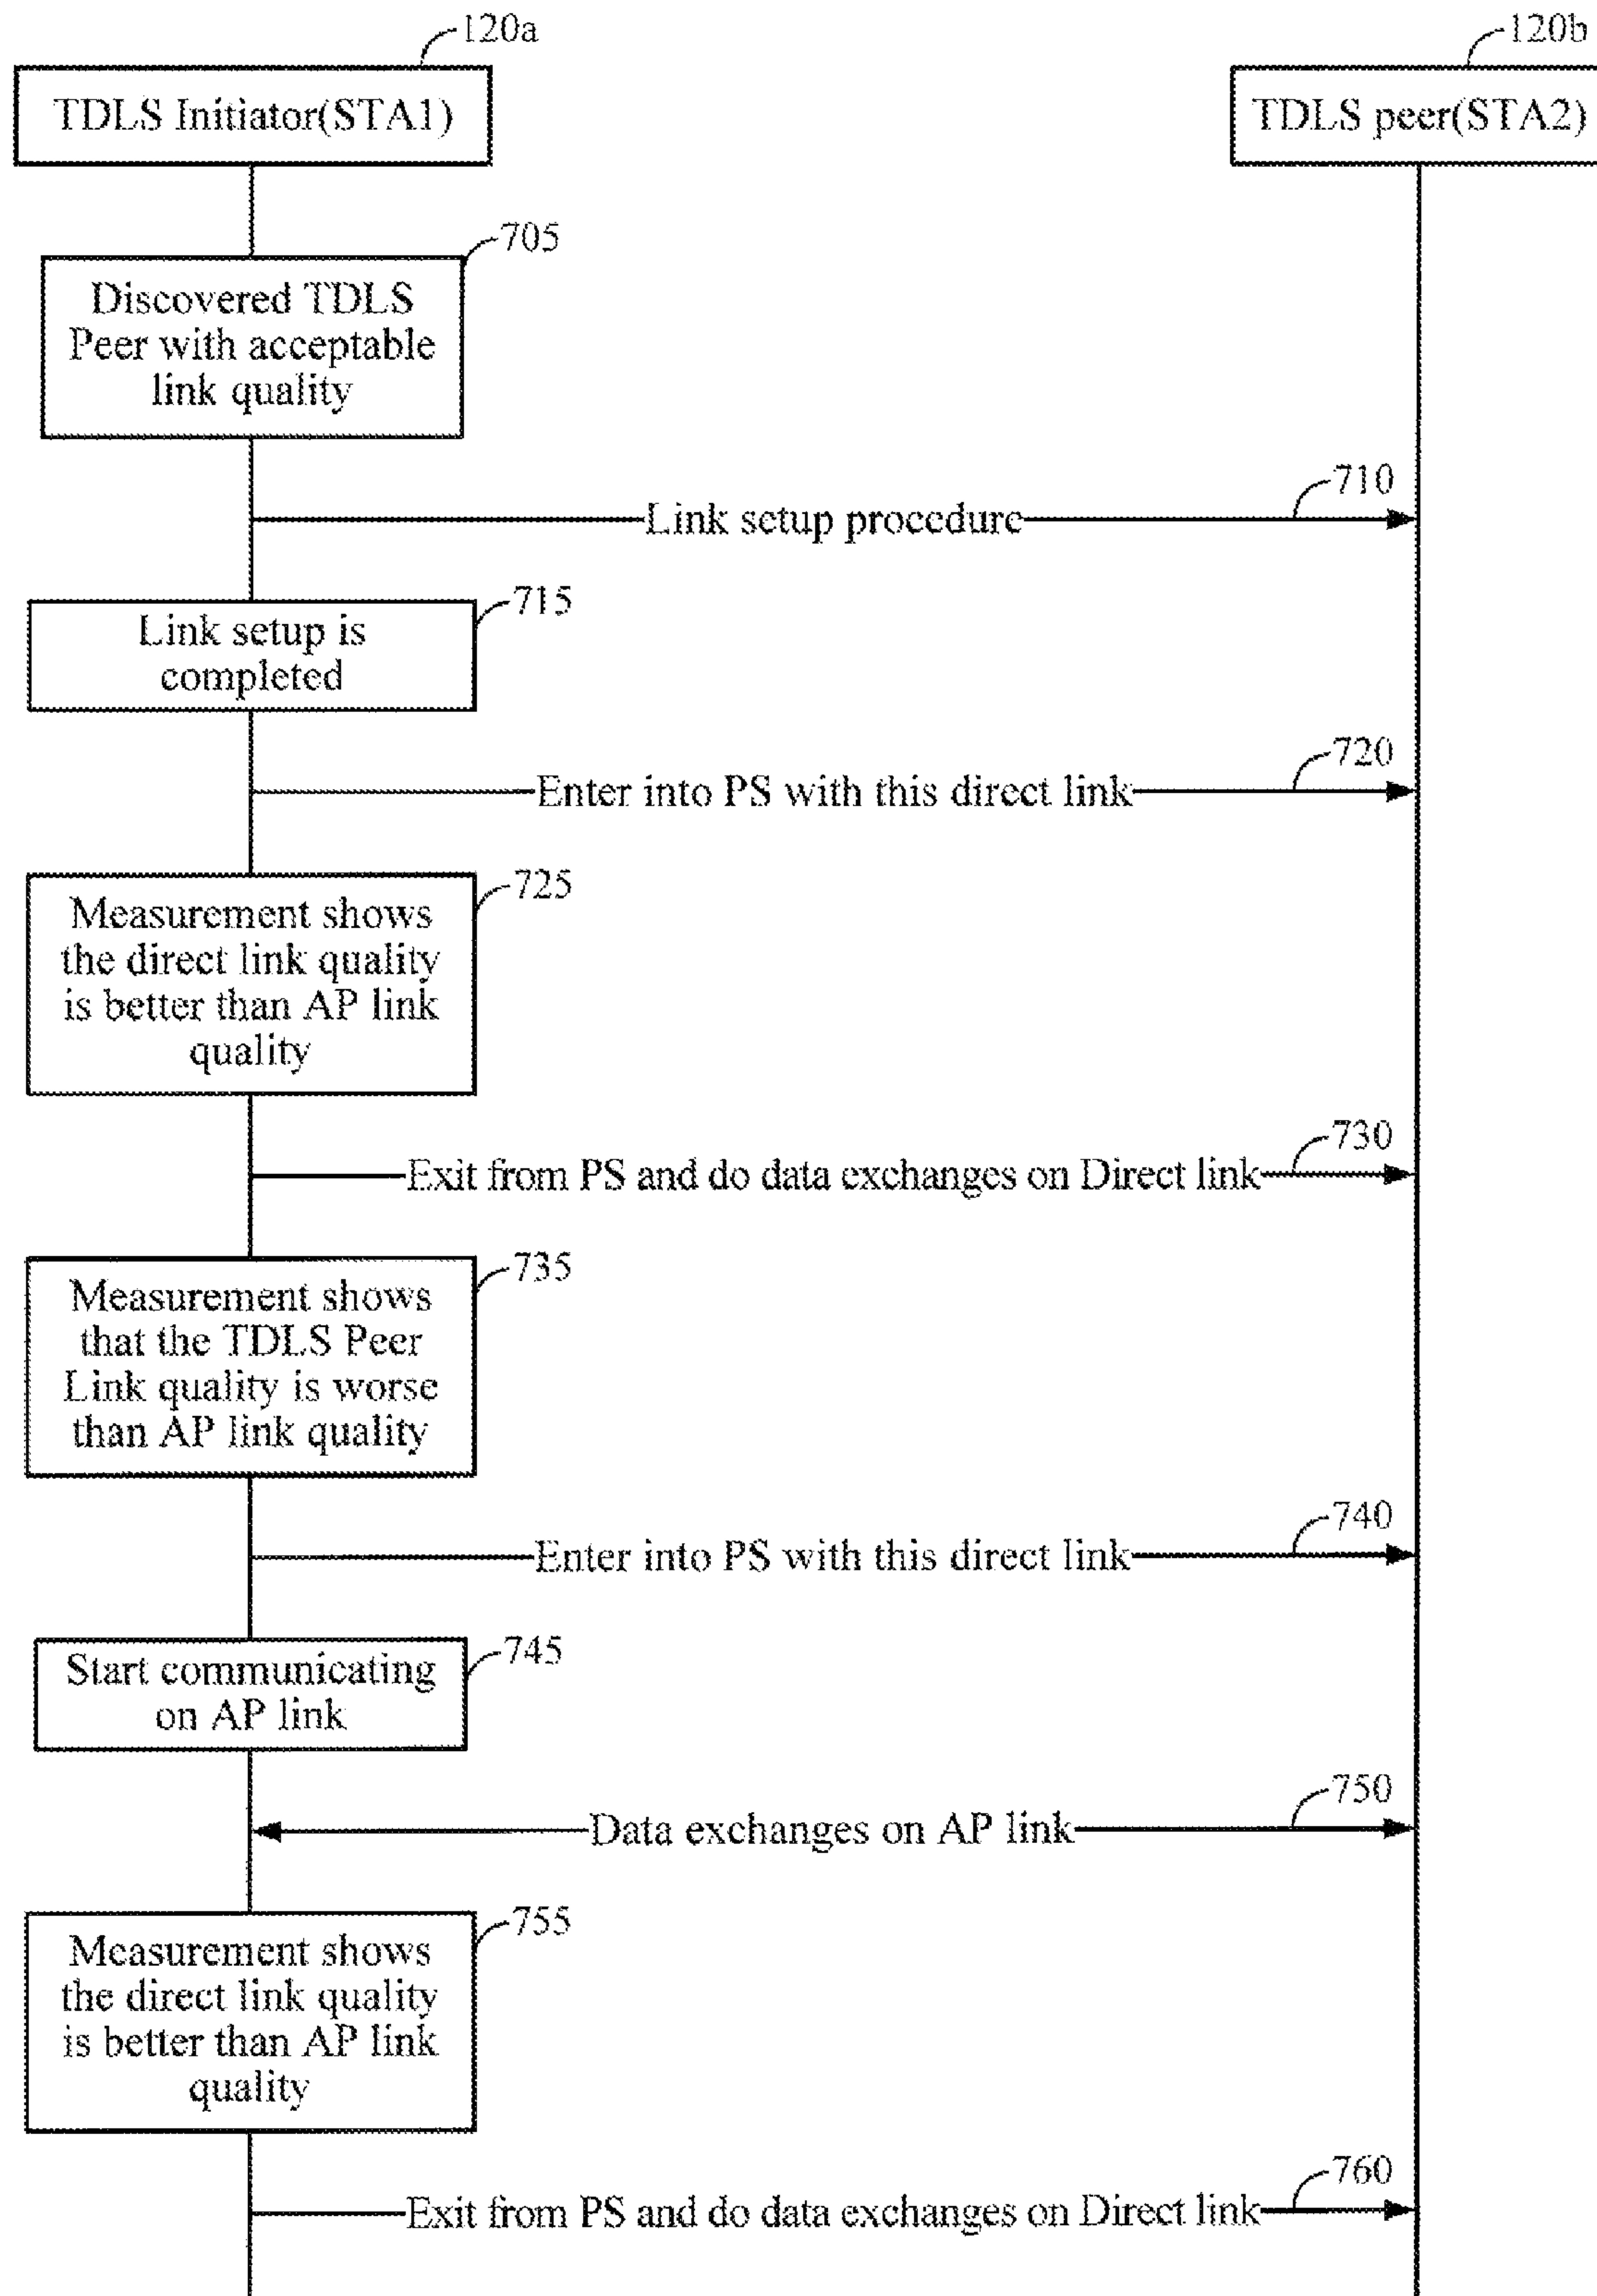 120a
120b
TDLS Initiator(STA1)
TDLS peer(STA2)
705
Discovered TDLS
Peer with acceptable
link quality
710
Link setup procedure
715
Link setup is
completed
720
Enter into PS with this direct link
725
Measurement shows
the direct link quality
is better than AP link
quality
730
Exit from PS and do data exchanges on Direct link
735
Measurement shows
that the TDLS Peer
Link quality is worse
than AP link quality
740
Enter into PS with this direct link
745
Start communicating
on AP link
750
Data exchanges on AP link
755
Measurement shows
the direct link quality
is better than AP link
quality
760
Exit from PS and do data exchanges on Direct link